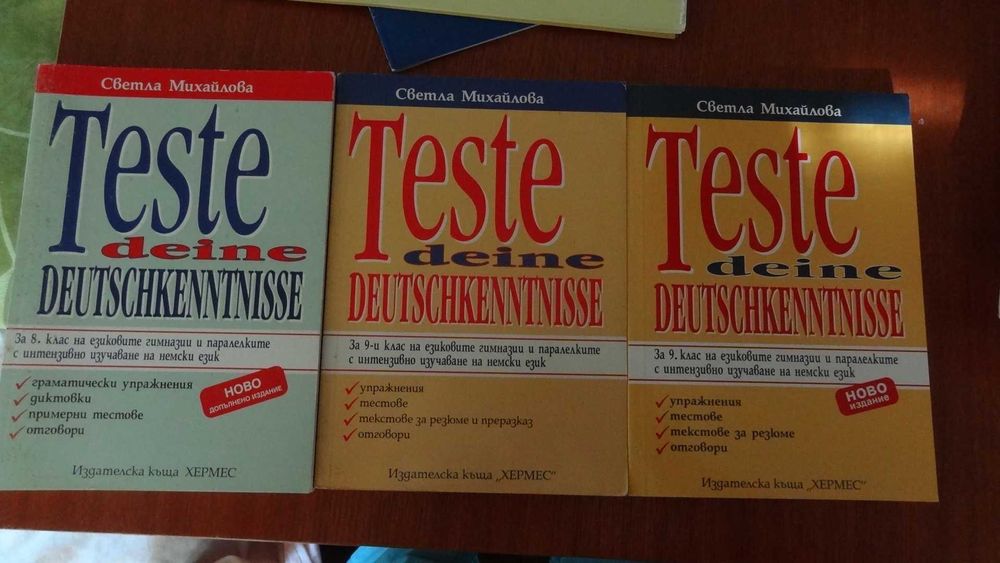 Светла Михайлова
Teste
deine
DEUTSCHKENNTNISSE
За 8. клас на езиковите гимназии и паралелките
с интензивно изучаване на немски език
граматически упражнения
диктовки
примерни тестове
отговори
НОВО
допълнено издание
Издателска къща ХЕРМЕС
Светла Михайлова
Teste
deine
DEUTSCHKENNTNISSE
За 9-и клас на езиковите гимназии и паралелките
с интензивно изучаване на немски език
упражнения
тестове
текстове за резюме и преразказ
отговори
Издателска къща „ХЕРМЕС"
Светла Михайлова
Teste
deine
DEUTSCHKENNTNISSE
За 9. клас на езиковите гимназии и паралелките
с интензивно изучаване на немски език
упражнения
тестове
текстове за резюме
отговори
НОВО
издание
Издателска къща „ХЕРМЕС"